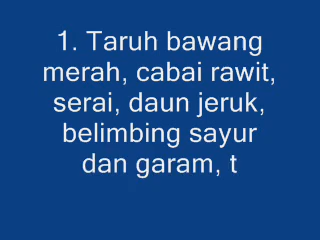 1. Taruh bawang
merah, cabai rawit,
serai, daun jeruk,
belimbing sayur
dan garam, t